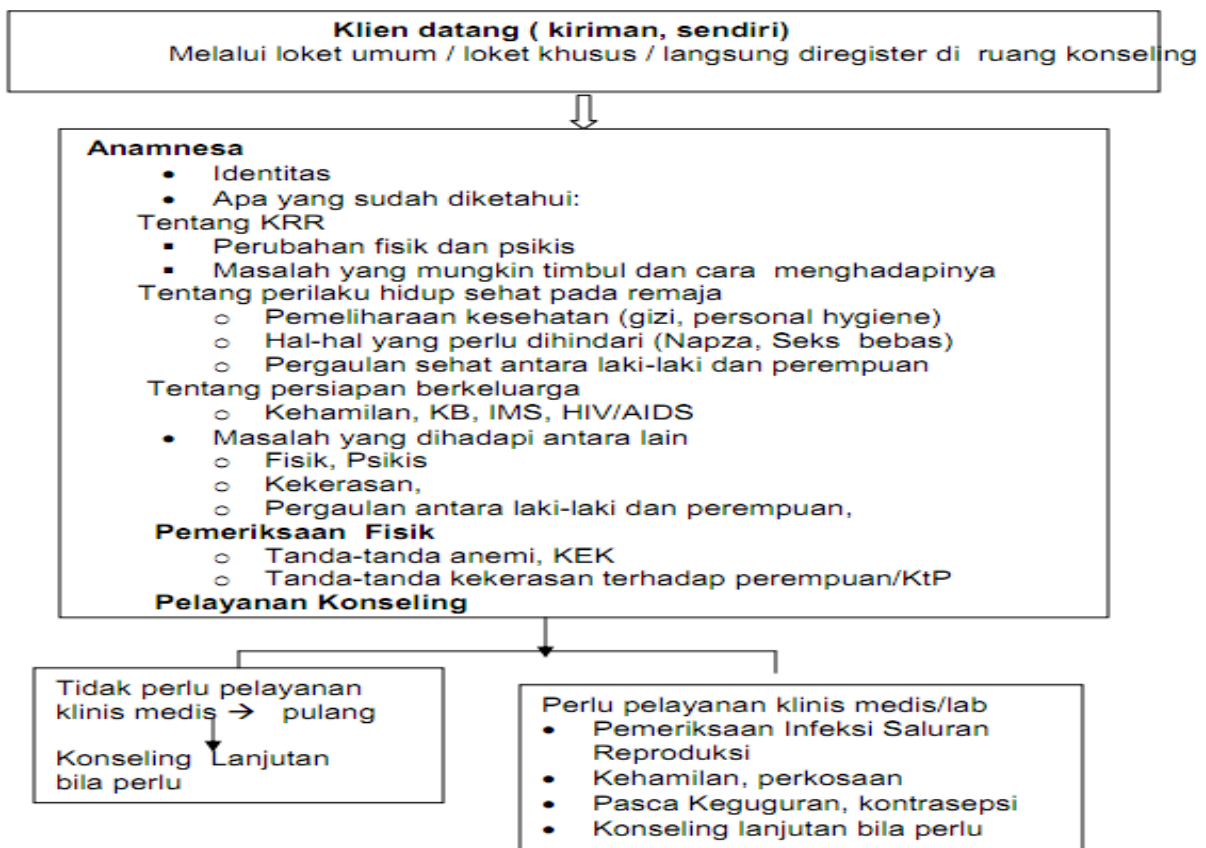 Klien datang ( kiriman, sendiri)
Melalui loket umum / loket khusus / langsung diregister di ruang konseling
Anamnesa
• Identitas
• Apa yang sudah diketahui:
Tentang KRR
▪ Perubahan fisik dan psikis
▪ Masalah yang mungkin timbul dan cara menghadapinya
Tentang perilaku hidup sehat pada remaja
o Pemeliharaan kesehatan (gizi, personal hygiene)
o Hal-hal yang perlu dihindari (Napza, Seks bebas)
o Pergaulan sehat antara laki-laki dan perempuan
Tentang persiapan berkeluarga
o Kehamilan, KB, IMS, HIV/AIDS
• Masalah yang dihadapi antara lain
o Fisik, Psikis
o Kekerasan,
o Pergaulan antara laki-laki dan perempuan,
Pemeriksaan Fisik
o Tanda-tanda anemi, KEK
o Tanda-tanda kekerasan terhadap perempuan/KtP
Pelayanan Konseling
Tidak perlu pelayanan
klinis medis → pulang
Konseling Lanjutan
bila perlu
Perlu pelayanan klinis medis/lab
• Pemeriksaan Infeksi Saluran
Reproduksi
• Kehamilan, perkosaan
• Pasca Keguguran, kontrasepsi
• Konseling lanjutan bila perlu